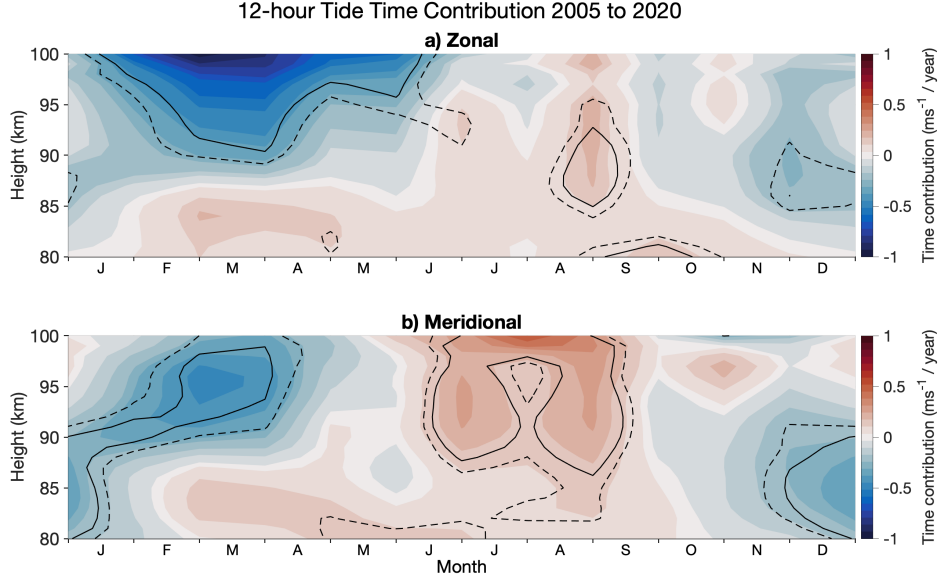 12-hour Tide Time Contribution 2005 to 2020
a) Zonal
100
95
90
85
80
Height (km)
J F M A M J J A S O N D
1
0.5
0
-0.5
-1
Time contribution (ms-1 / year)
b) Meridional
100
95
90
85
80
Height (km)
J F M A M J J A S O N D
Month
1
0.5
0
-0.5
-1
Time contribution (ms-1 / year)